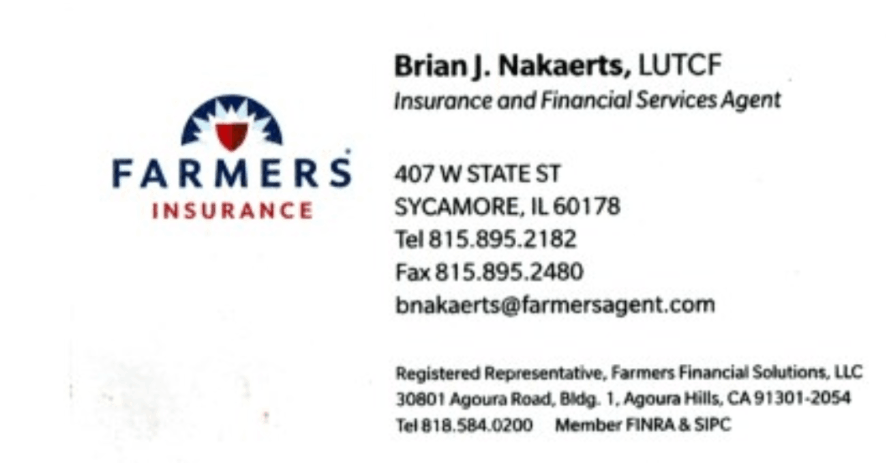 Brian J. Nakaerts, LUTCF
Insurance and Financial Services Agent
FARMERS
INSURANCE
407 W STATE ST
SYCAMORE, IL 60178
Tel 815.895.2182
Fax 815.895.2480
bnakaerts@farmersagent.com
Registered Representative, Farmers Financial Solutions, LLC
30801 Agoura Road, Bldg. 1, Agoura Hills, CA 91301-2054
Tel 818.584.0200 Member FINRA & SIPC